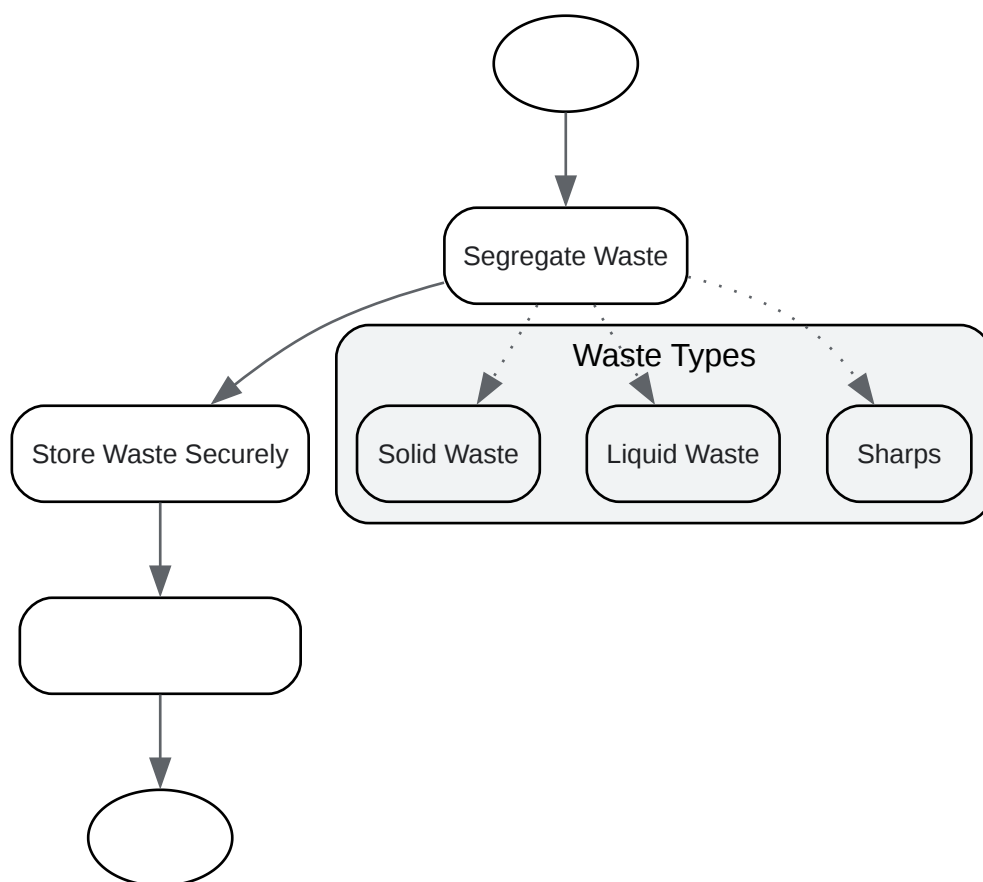 Segregate Waste
Waste Types
Store Waste Securely
Solid Waste
Liquid Waste
Sharps